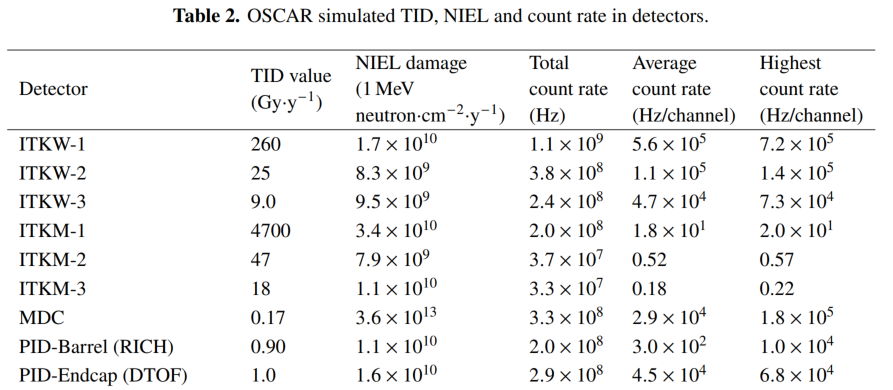 Table 2. OSCAR simulated TID, NIEL and count rate in detectors.
Detector | TID value (Gy·y⁻¹) | NIEL damage (1 MeV neutron·cm⁻²·y⁻¹) | Total count rate (Hz) | Average count rate (Hz/channel) | Highest count rate (Hz/channel)
ITKW-1 | 260 | 1.7 × 10¹⁰ | 1.1 × 10⁹ | 5.6 × 10⁵ | 7.2 × 10⁵
ITKW-2 | 25 | 8.3 × 10⁹ | 3.8 × 10⁸ | 1.1 × 10⁵ | 1.4 × 10⁵
ITKW-3 | 9.0 | 9.5 × 10⁹ | 2.4 × 10⁸ | 4.7 × 10⁴ | 7.3 × 10⁴
ITKM-1 | 4700 | 3.4 × 10¹⁰ | 2.0 × 10⁸ | 1.8 × 10¹ | 2.0 × 10¹
ITKM-2 | 47 | 7.9 × 10⁹ | 3.7 × 10⁷ | 0.52 | 0.57
ITKM-3 | 18 | 1.1 × 10¹⁰ | 3.3 × 10⁷ | 0.18 | 0.22
MDC | 0.17 | 3.6 × 10¹³ | 3.3 × 10⁸ | 2.9 × 10⁴ | 1.8 × 10⁵
PID-Barrel (RICH) | 0.90 | 1.1 × 10¹⁰ | 2.0 × 10⁸ | 3.0 × 10² | 1.0 × 10⁴
PID-Endcap (DTOF) | 1.0 | 1.6 × 10¹⁰ | 2.9 × 10⁸ | 4.5 × 10⁴ | 6.8 × 10⁴